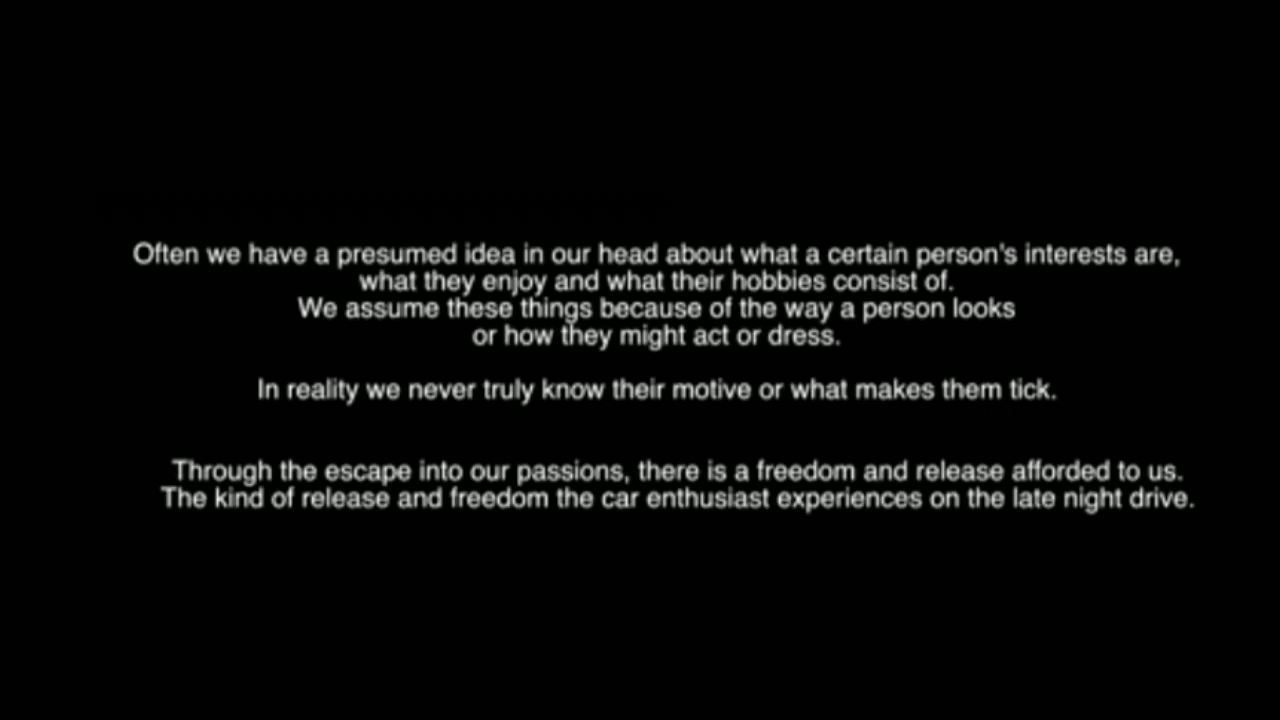 Often we have a presumed idea in our head about what a certain person's interests are,
what they enjoy and what their hobbies consist of.
We assume these things because of the way a person looks
or how they might act or dress.
In reality we never truly know their motive or what makes them tick.
Through the escape into our passions, there is a freedom and release afforded to us.
The kind of release and freedom the car enthusiast experiences on the late night drive.